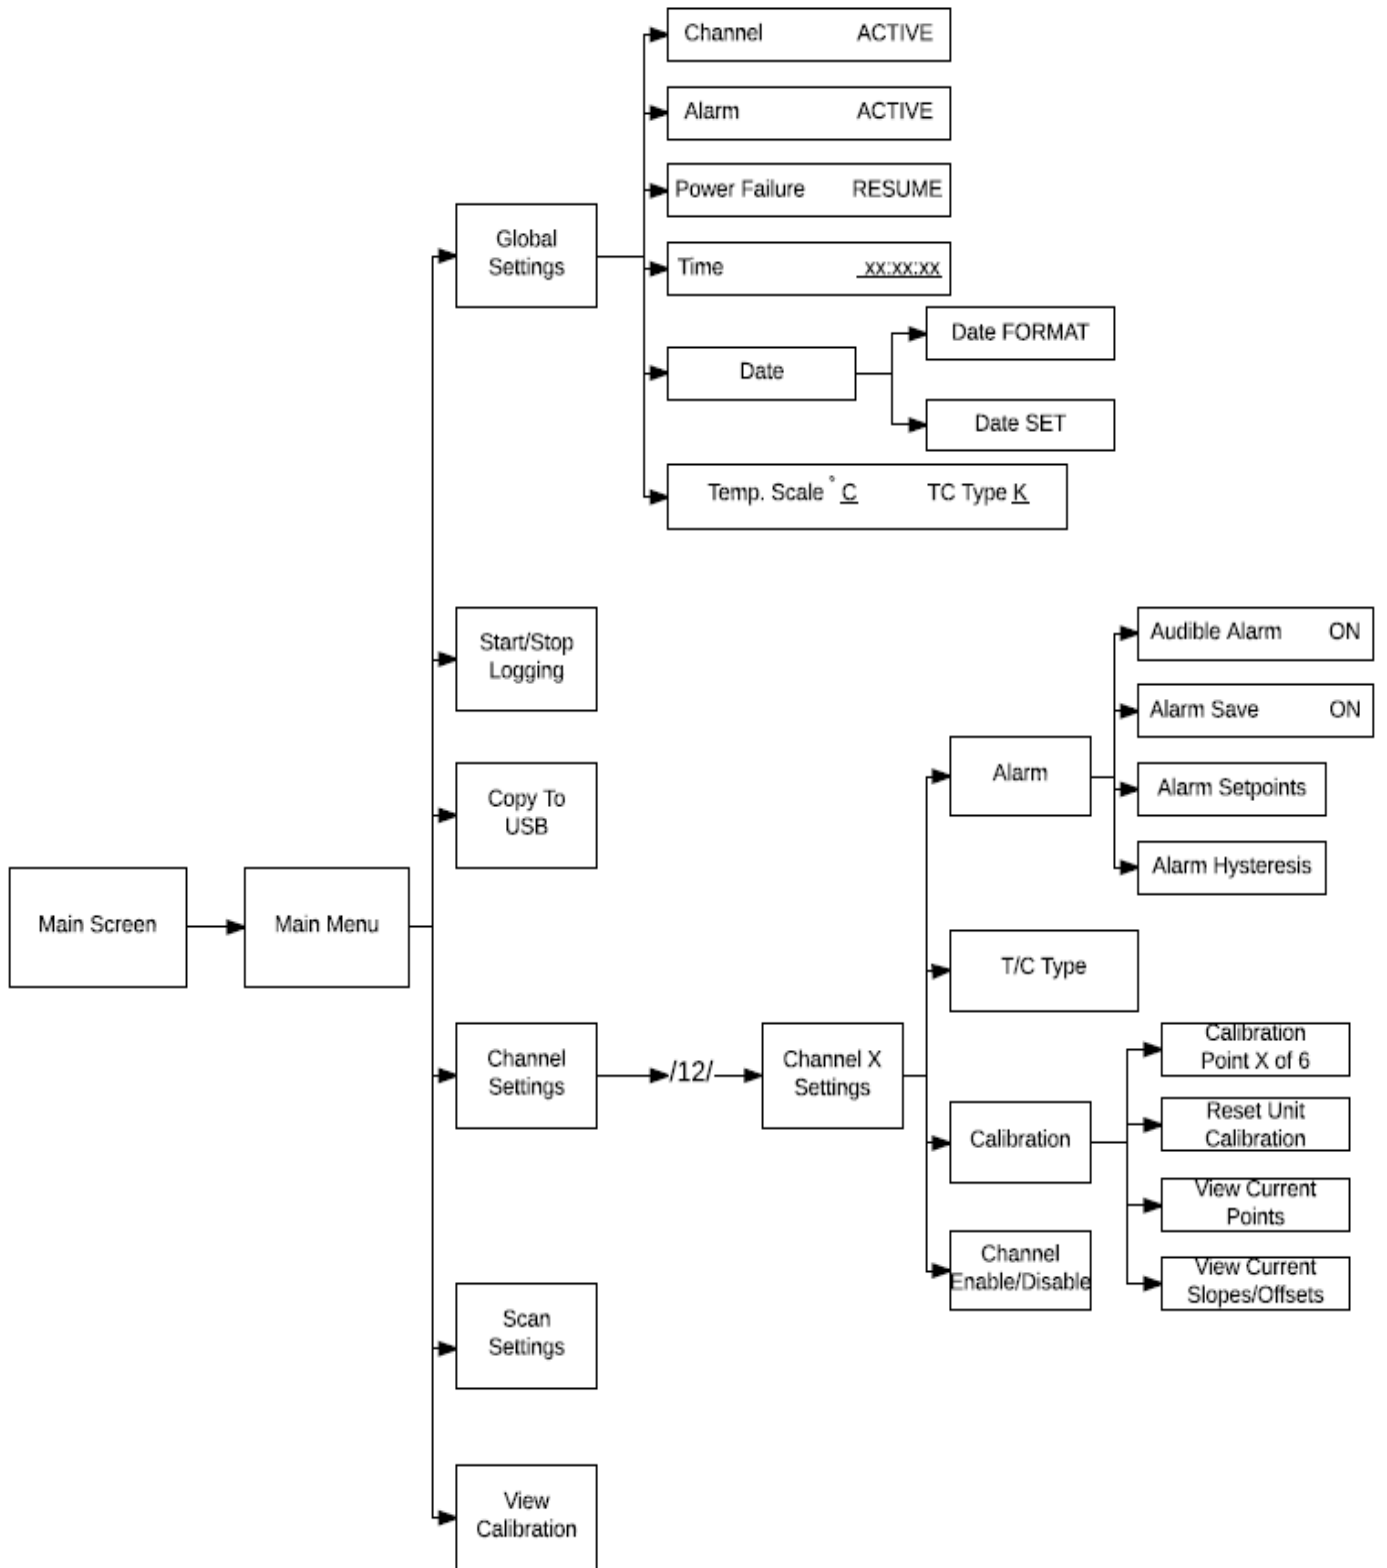 Channel ACTIVE
Alarm ACTIVE
Power Failure RESUME
Global
Settings
Time xx:xx:xx
Date FORMAT
Date
Date SET
Temp. Scale ° C TC Type K
Start/Stop
Logging
Audible Alarm ON
Alarm Save ON
Alarm
Copy To
USB
Alarm Setpoints
Alarm Hysteresis
Main Screen
Main Menu
T/C Type
Channel
Settings
/12/
Channel X
Settings
Calibration
Point X of 6
Calibration
Reset Unit
Calibration
View Current
Points
Channel
Enable/Disable
View Current
Slopes/Offsets
Scan
Settings
View
Calibration